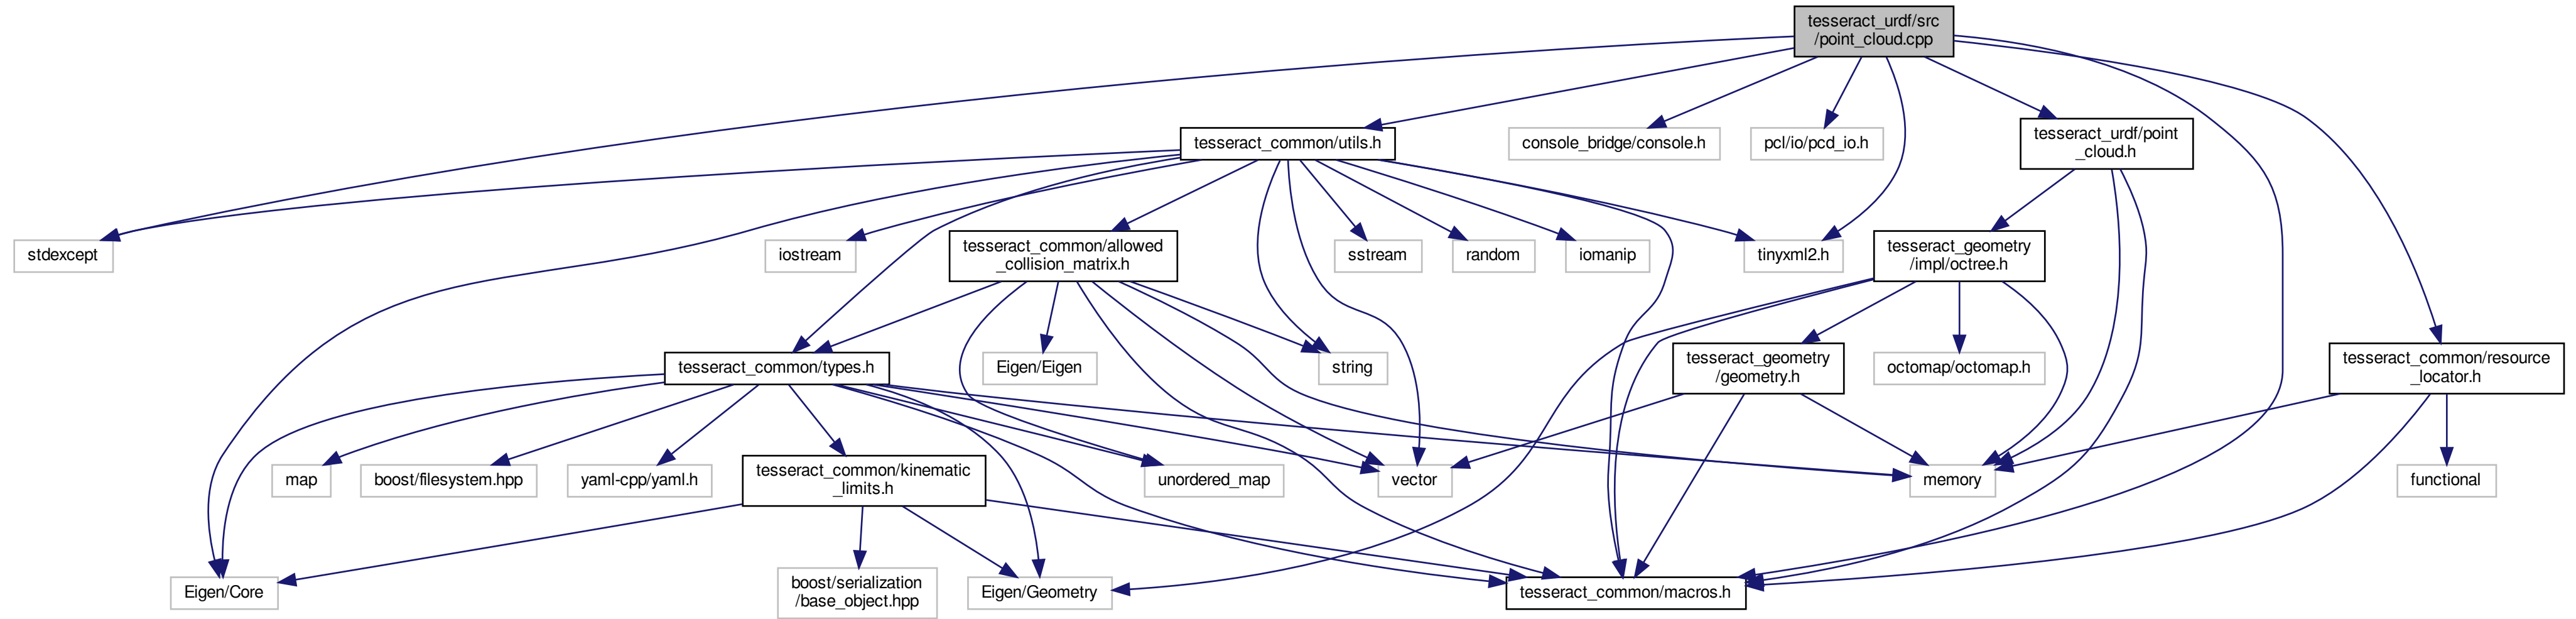 tesseract_urdf/src
/point_cloud.cpp
tesseract_common/utils.h
console_bridge/console.h
pcl/io/pcd_io.h
tesseract_urdf/point
_cloud.h
stdexcept
iostream
tesseract_common/allowed
_collision_matrix.h
sstream
random
iomanip
tinyxml2.h
tesseract_geometry
/impl/octree.h
tesseract_common/types.h
Eigen/Eigen
string
tesseract_geometry
/geometry.h
octomap/octomap.h
tesseract_common/resource
_locator.h
map
boost/filesystem.hpp
yaml-cpp/yaml.h
tesseract_common/kinematic
_limits.h
unordered_map
vector
memory
functional
Eigen/Core
boost/serialization
/base_object.hpp
Eigen/Geometry
tesseract_common/macros.h